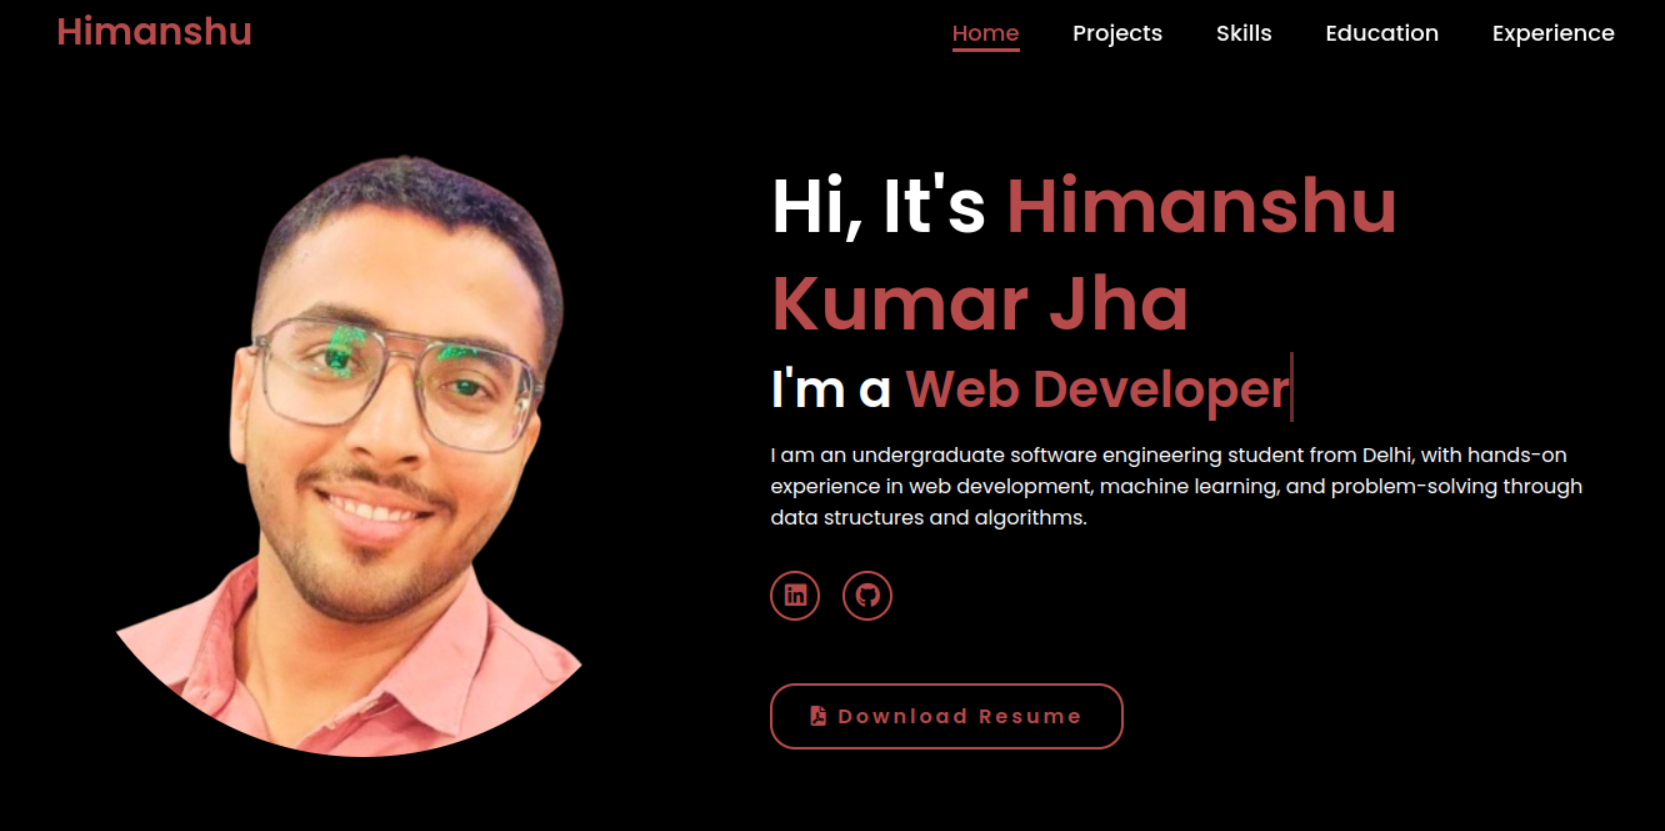 Himanshu
Home Projects Skills Education Experience
Hi, It's Himanshu
Kumar Jha
I'm a Web Developer
I am an undergraduate software engineering student from Delhi, with hands-on
experience in web development, machine learning, and problem-solving through
data structures and algorithms.
in
Download Resume